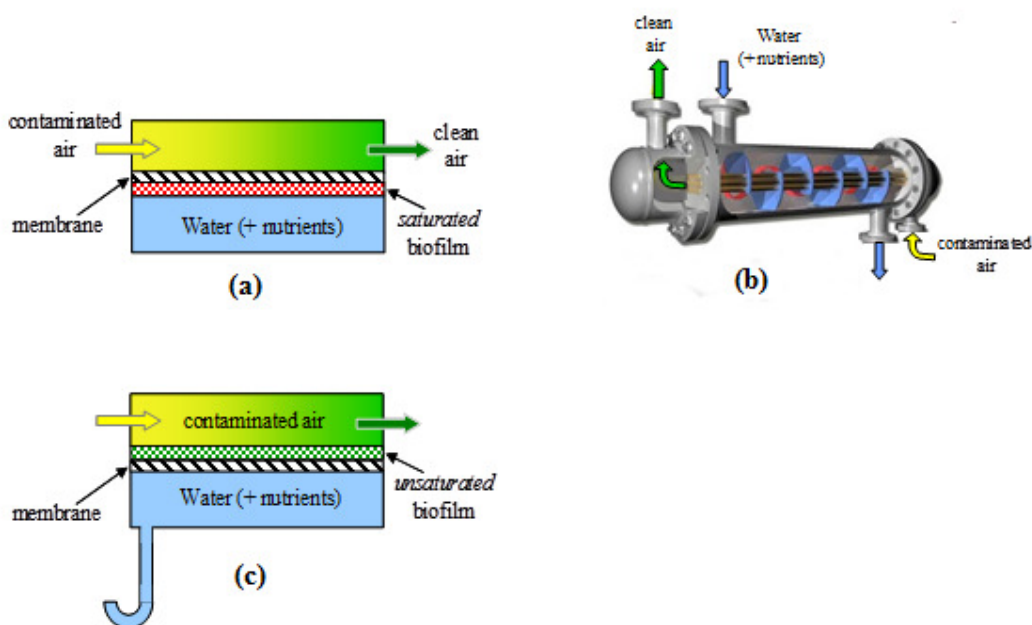 contaminated
air
clean
air
membrane
Water (+ nutrients)
saturated
biofilm
(a)
clean
air
Water
(+nutrients)
contaminated
air
(b)
contaminated air
membrane
Water (+ nutrients)
unsaturated
biofilm
(c)